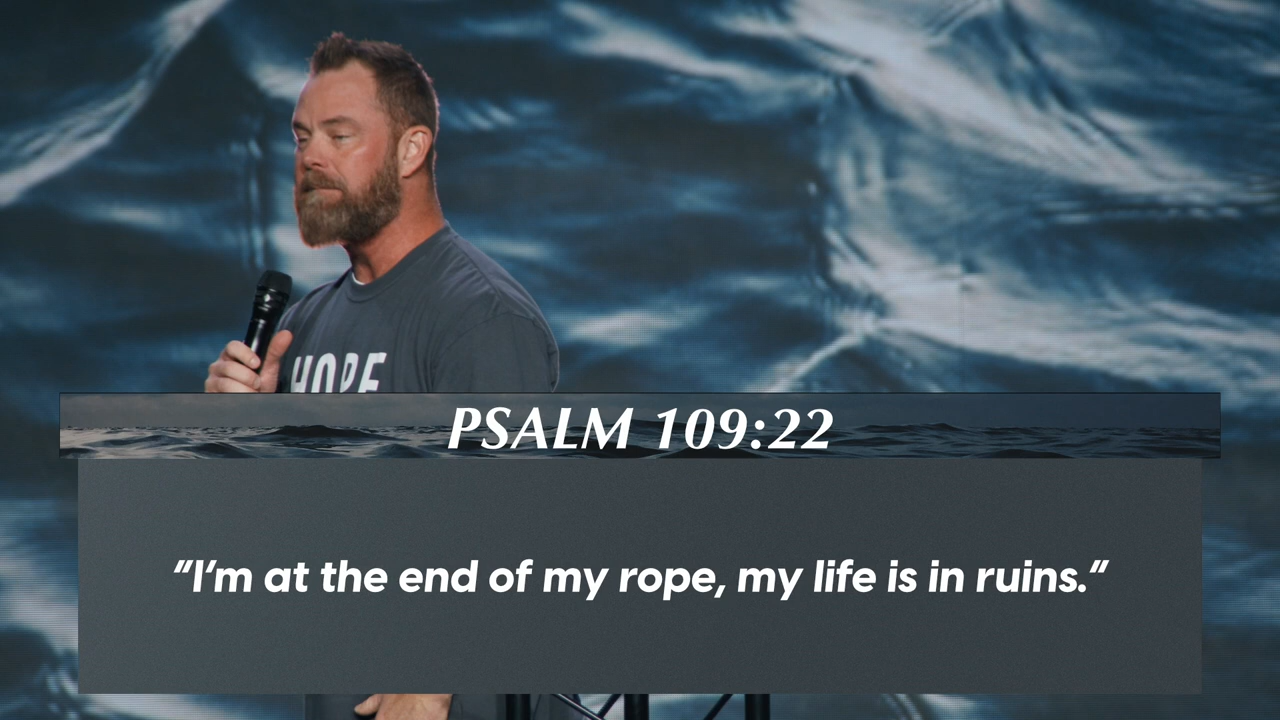 HOPE
PSALM 109:22
“I’m at the end of my rope, my life is in ruins.“